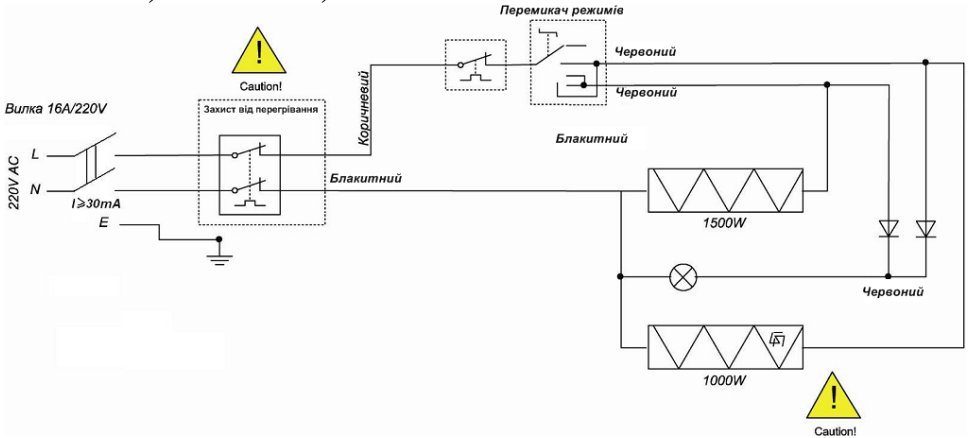 Перемикач режимів
Червоний
!
Caution!
Коричневий
Червоний
Вилка 16А/220V
Захист від перегрівання
Блакитний
220V AC
L
Блакитний
N
I⩾30mA
E
1500W
Червоний
1000W
!
Caution!